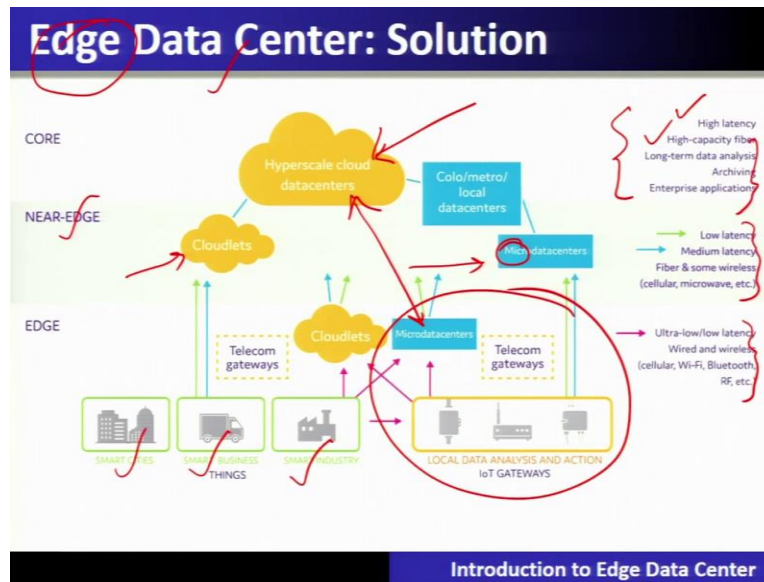 Edge Data Center: Solution
CORE
Hyperscale cloud
datacenters
Colo/metro/
local
datacenters
High latency
High-capacity fiber
Long-term data analysis
Archiving
Enterprise applications
NEAR-EDGE
Cloudlets
Microdatacenters
Low latency
Medium latency
Fiber & some wireless
(cellular, microwave, etc.)
EDGE
Telecom
gateways
Cloudlets
Microdatacenters
Telecom
gateways
Ultra-low/low latency
Wired and wireless
(cellular, Wi-Fi, Bluetooth,
RF, etc.)
SMART CITIES
SMART BUSINESS
SMART INDUSTRY
THINGS
LOCAL DATA ANALYSIS AND ACTION
IoT GATEWAYS
Introduction to Edge Data Center